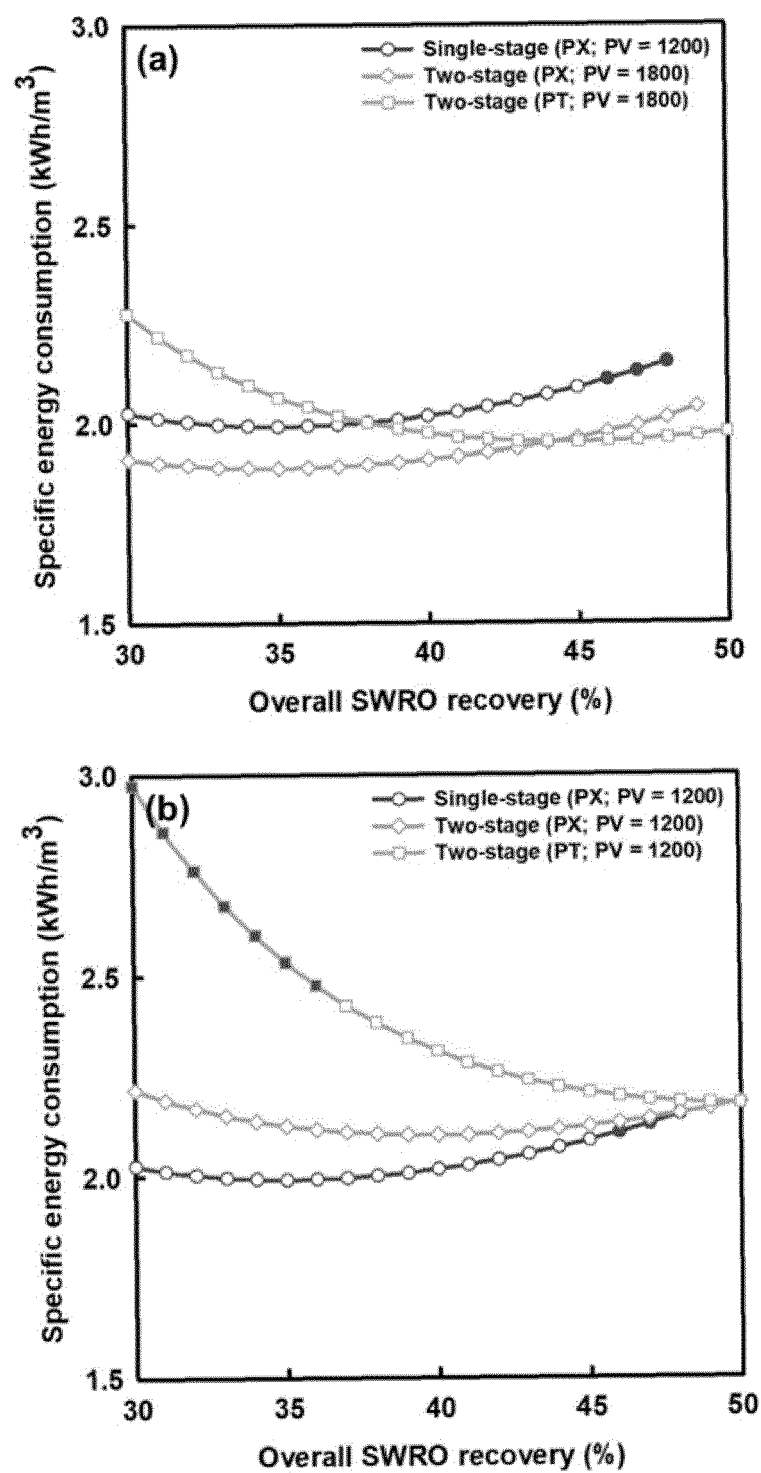 (a)
Single-stage (PX; PV = 1200)
Two-stage (PX; PV = 1800)
Two-stage (PT; PV = 1800)
Specific energy consumption (kWh/m³)
3.0
2.5
2.0
1.5
30 35 40 45 50
Overall SWRO recovery (%)
(b)
Single-stage (PX; PV = 1200)
Two-stage (PX; PV = 1200)
Two-stage (PT; PV = 1200)
Specific energy consumption (kWh/m³)
3.0
2.5
2.0
1.5
30 35 40 45 50
Overall SWRO recovery (%)